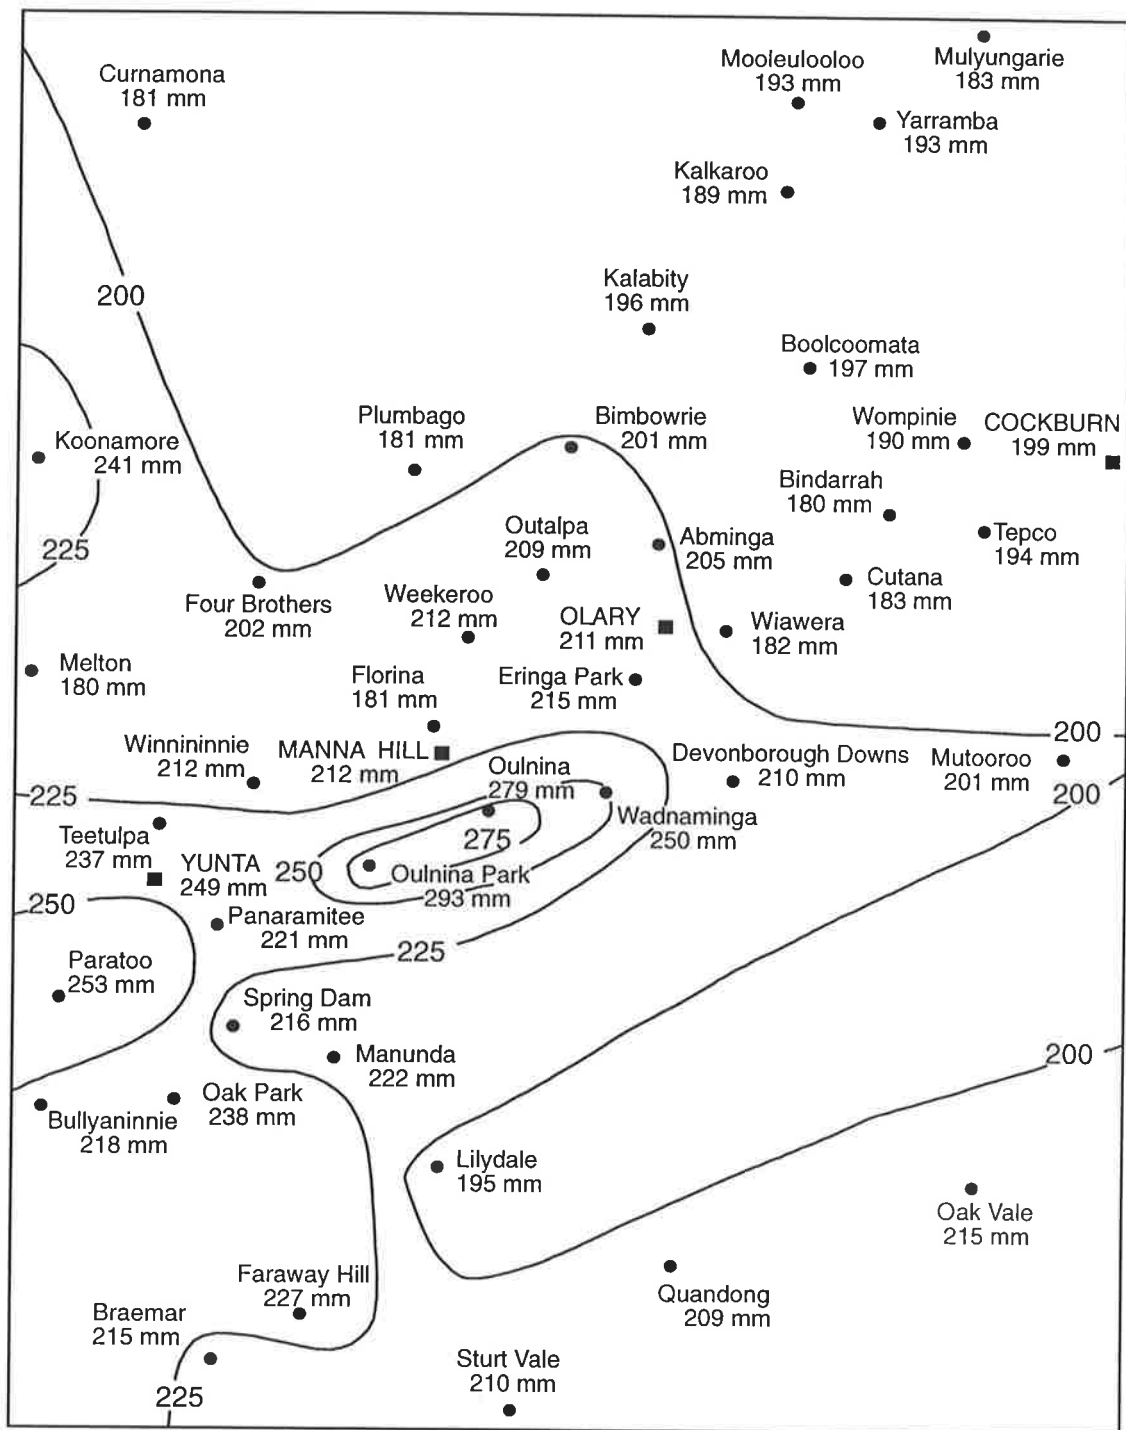 Mulyungarie
183 mm
Mooleulooloo
193 mm
Curnamona
181 mm
Yarramba
193 mm
Kalkaroo
189 mm
Kalabity
196 mm
200
Boolcoomata
197 mm
Plumbago
181 mm
Bimbowrie
201 mm
Wompinie
190 mm
COCKBURN
199 mm
Koonamore
241 mm
Bindarrah
180 mm
225
Outalpa
209 mm
Abminga
205 mm
Tepco
194 mm
Cutana
183 mm
Four Brothers
202 mm
Weekeroo
212 mm
OLARY
211 mm
Wiawera
182 mm
Melton
180 mm
Florina
181 mm
Eringa Park
215 mm
200
Winnininnie
212 mm
MANNA HILL
212 mm
Oulnina
279 mm
Devonborough Downs
210 mm
Mutooroo
201 mm
225
200
Wadnaminga
250 mm
Teetulpa
237 mm
275
YUNTA
249 mm
250
Oulnina Park
293 mm
250
Panaramitee
221 mm
225
Paratoo
253 mm
Spring Dam
216 mm
Manunda
222 mm
200
Oak Park
238 mm
Bullyaninnie
218 mm
Lilydale
195 mm
Oak Vale
215 mm
Faraway Hill
227 mm
Quandong
209 mm
Braemar
215 mm
Sturt Vale
210 mm
225